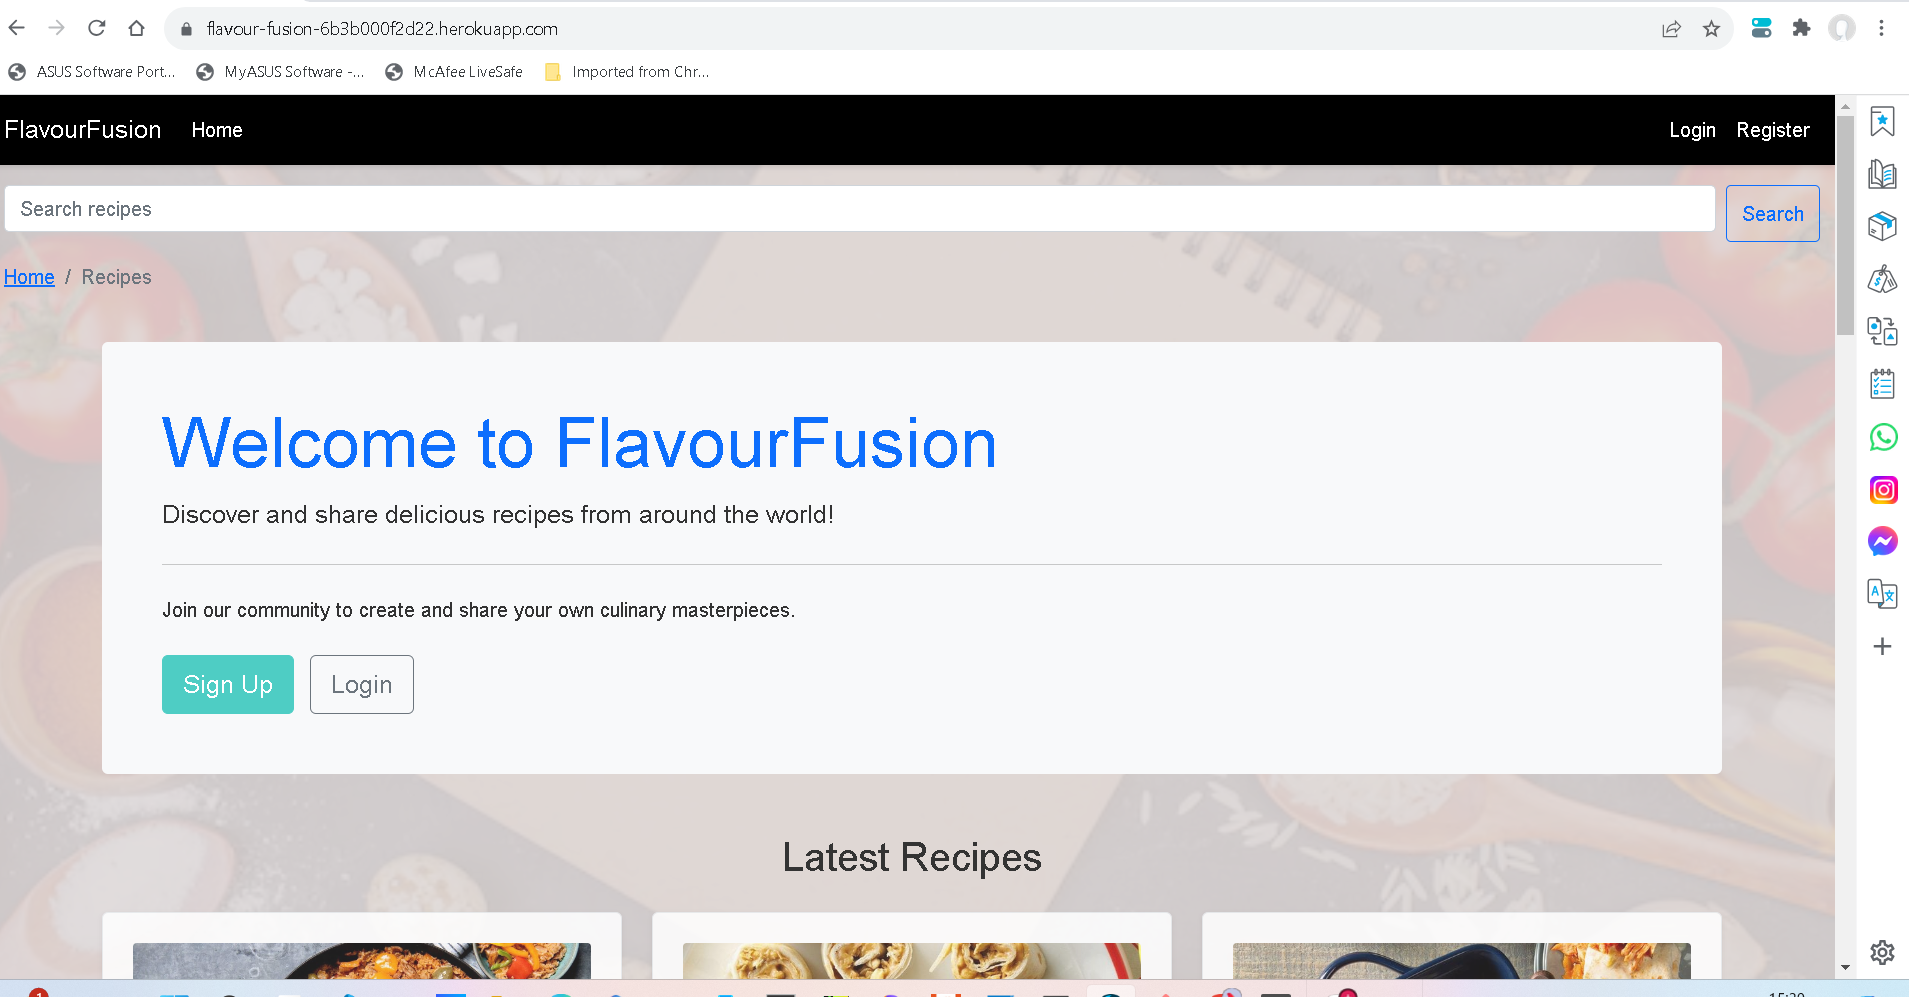 flavour-fusion-6b3b000f2d22.herokuapp.com
ASUS Software Port... MyASUS Software -... McAfee LiveSafe Imported from Chr...
FlavourFusion Home Login Register
Search recipes Search
Home / Recipes
Welcome to FlavourFusion
Discover and share delicious recipes from around the world!
Join our community to create and share your own culinary masterpieces.
Sign Up Login
Latest Recipes